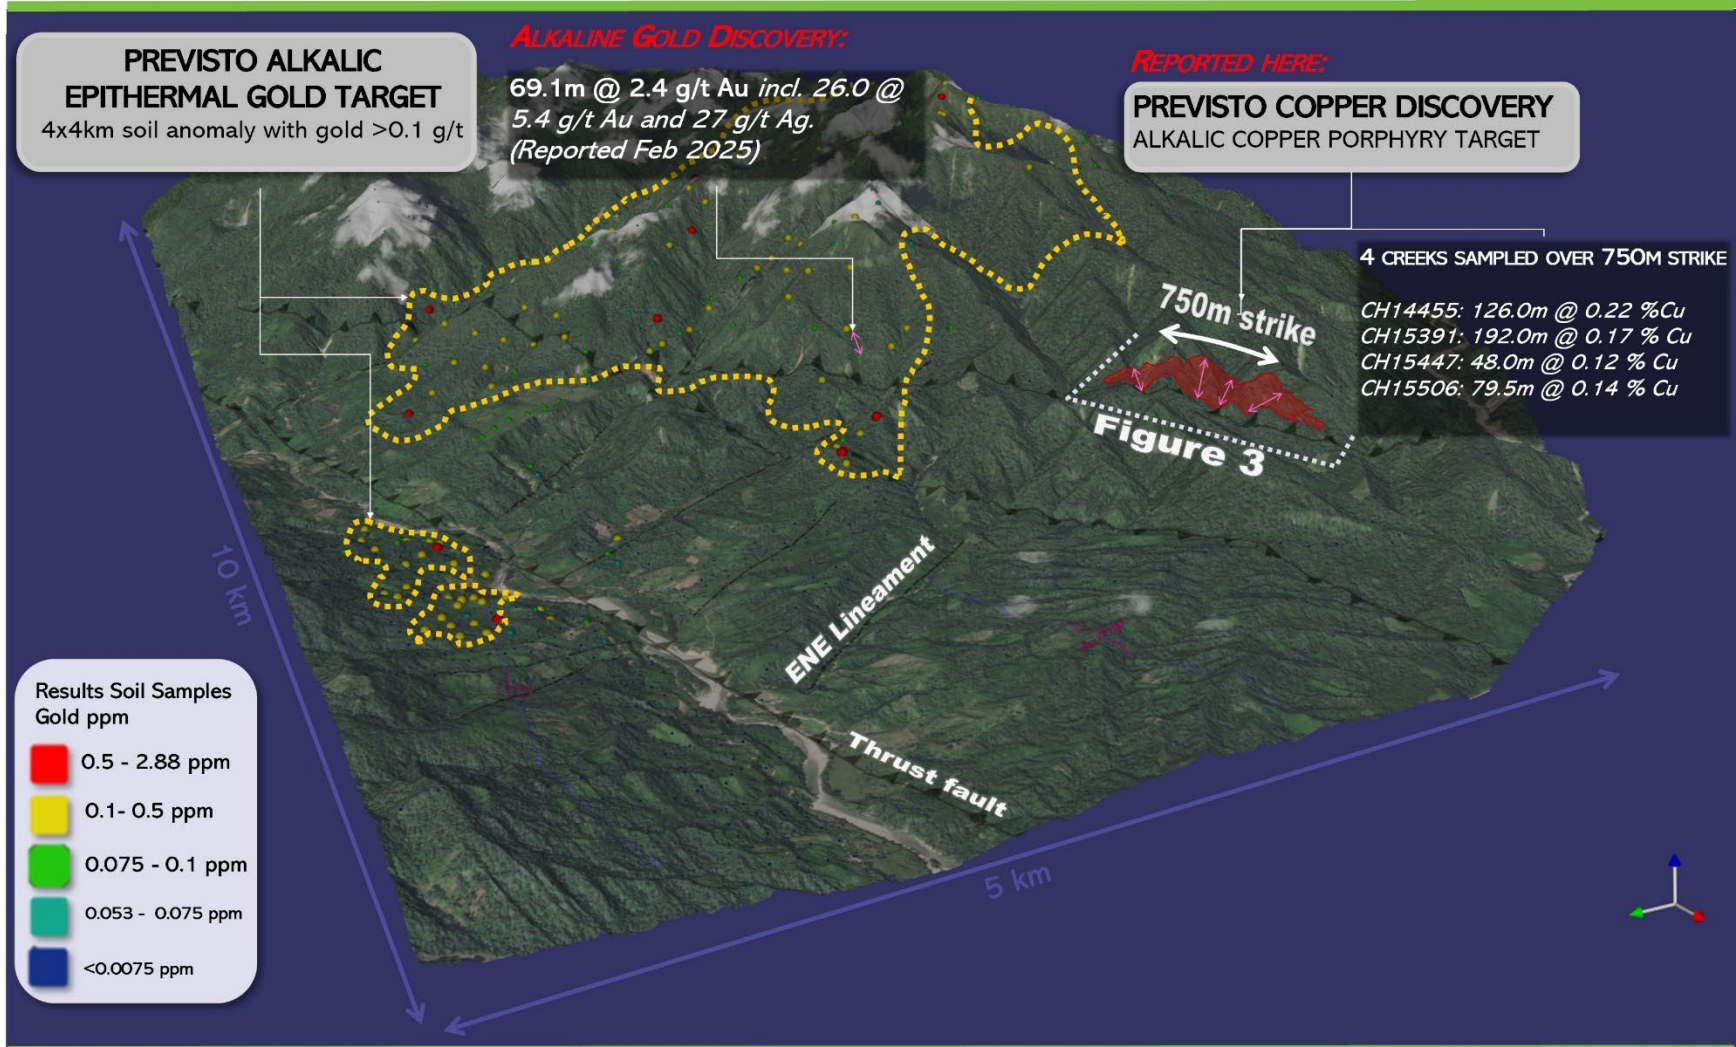 PREVISTO ALKALIC
EPITHERMAL GOLD TARGET
4x4km soil anomaly with gold >0.1 g/t
ALKALINE GOLD DISCOVERY:
69.1m @ 2.4 g/t Au incl. 26.0 @
5.4 g/t Au and 27 g/t Ag.
(Reported Feb 2025)
REPORTED HERE:
PREVISTO COPPER DISCOVERY
ALKALIC COPPER PORPHYRY TARGET
4 CREEKS SAMPLED OVER 750M STRIKE
CH14455: 126.0m @ 0.22 %Cu
CH15391: 192.0m @ 0.17 % Cu
CH15447: 48.0m @ 0.12 % Cu
CH15506: 79.5m @ 0.14 % Cu
750m strike
Figure 3
ENE Lineament
Thrust fault
10 km
5 km
Results Soil Samples
Gold ppm
0.5 - 2.88 ppm
0.1- 0.5 ppm
0.075 - 0.1 ppm
0.053 - 0.075 ppm
<0.0075 ppm